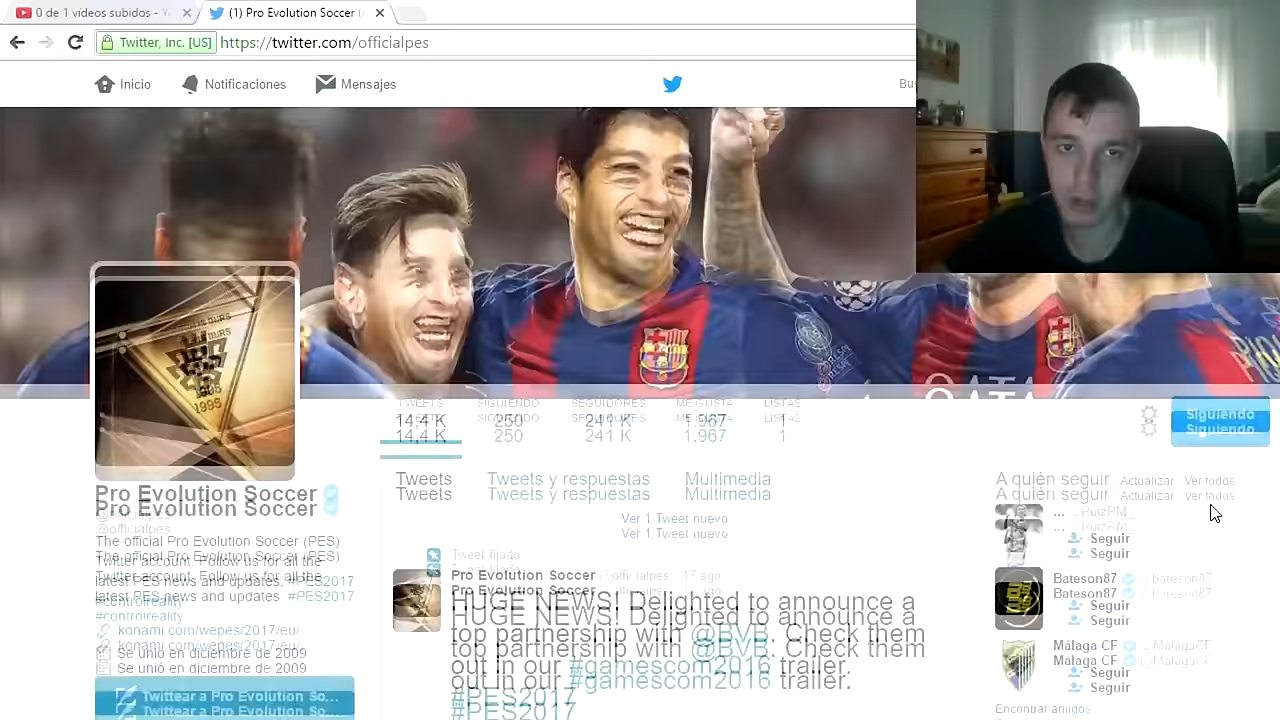 0 de 1 vídeos subidos - Y
(1) Pro Evolution Soccer (
Twitter, Inc. [US]
https://twitter.com/officialpes
Inicio
Notificaciones
Mensajes
Bu
QATA
1995
TWEETS SIGUIENDO SEGUIDORES ME GUSTA LISTAS
14,4 K 250 241 K 1.967 1
Siguiendo
Tweets Tweets y respuestas Multimedia
Ver 1 Tweet nuevo
Pro Evolution Soccer
@officialpes
The official Pro Evolution Soccer (PES)
Twitter account. Follow us for all the
latest PES news and updates #PES2017
#controlreality
konami.com/wepes/2017/eu/
Se unió en diciembre de 2009
Twittear a Pro Evolution So...
Tweet fijado
Pro Evolution Soccer @officialpes 17 ago
HUGE NEWS! Delighted to announce a
top partnership with @BVB. Check them
out in our #gamescom2016 trailer.
#PES2017
A quién seguir Actualizar Ver todos
Seguir
Bateson87 @bateson87
Seguir
Málaga CF @MalagaCF
Seguir
Encontrar amigos